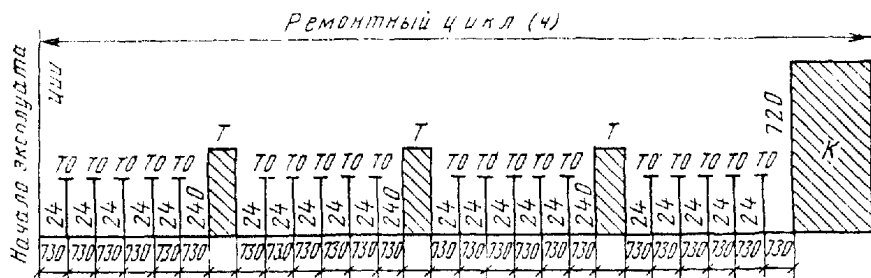 Ремонтный цикл (ч)
Начало эксплуата
ции
Т Т Т
720
К
ТО ТО ТО ТО ТО ТО ТО ТО ТО ТО ТО ТО ТО ТО ТО ТО ТО ТО ТО ТО
24 24 24 24 24 240 24 24 24 24 24 240 24 24 24 24 24 240 24 24 24 24 24
730 730 730 730 730 730 730 730 730 730 730 730 730 730 730 730 730 730 730 730 730 730 730 730